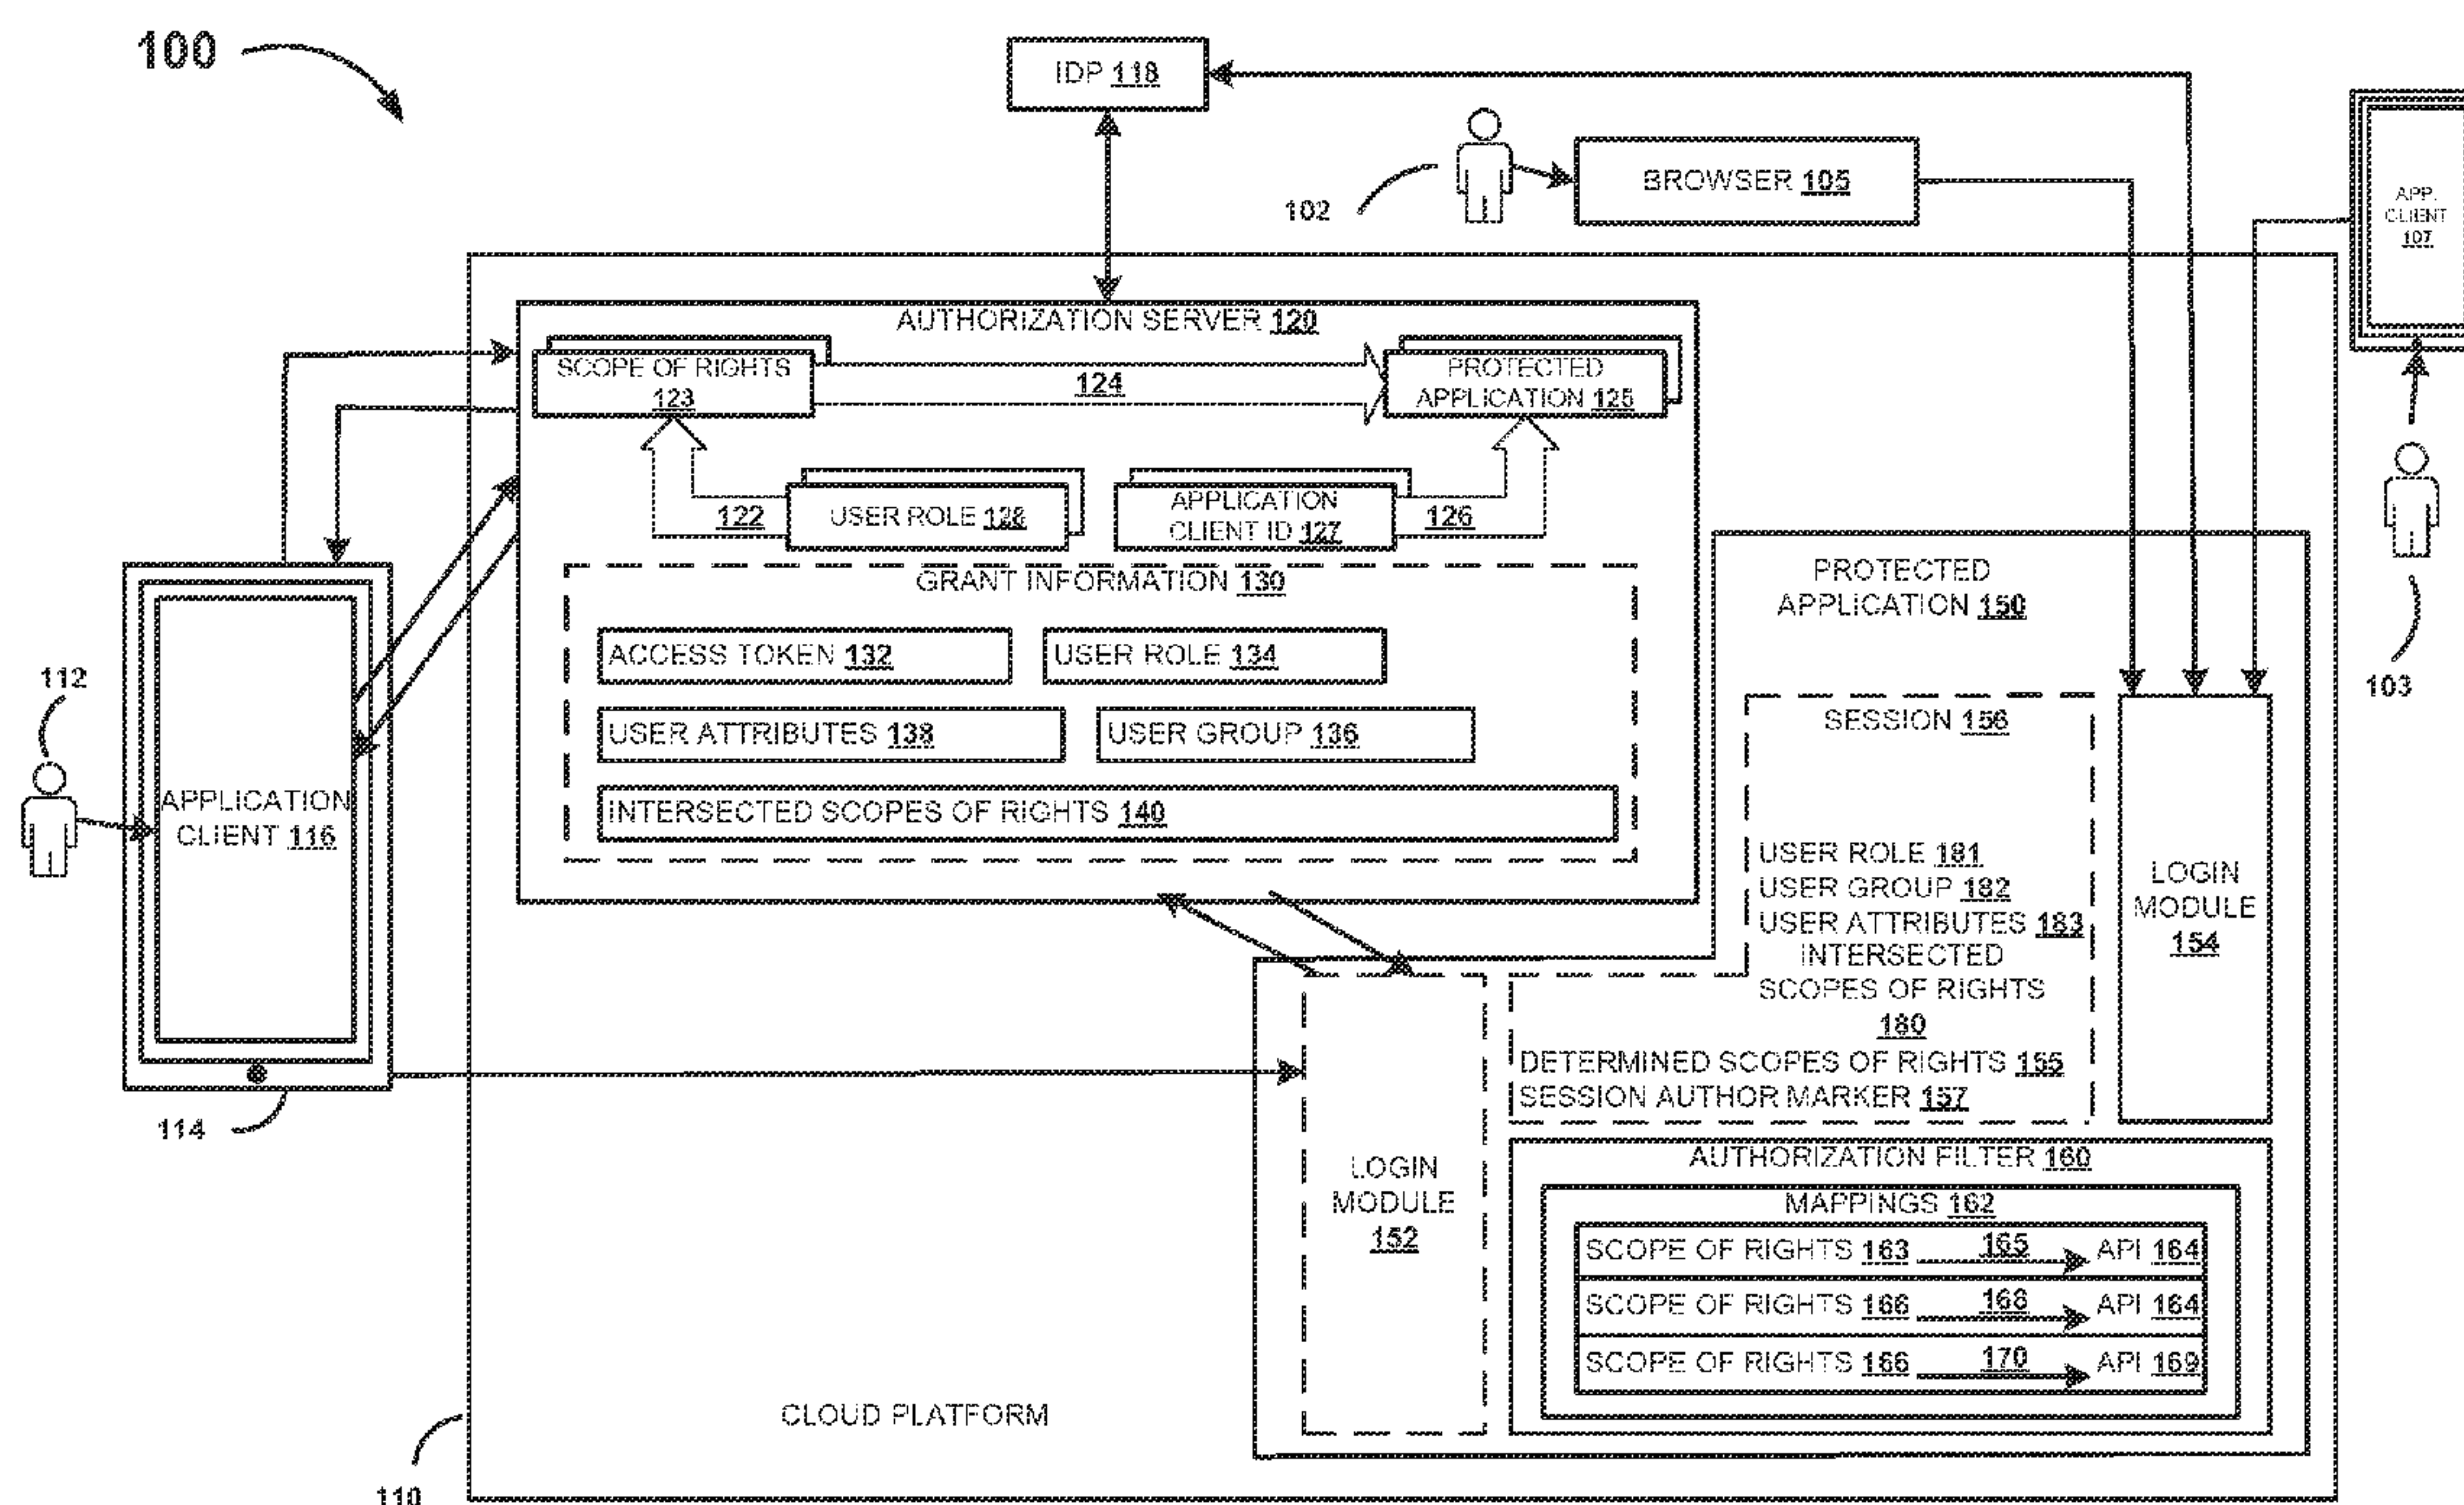 100
IDP 118
102
BROWSER 105
APP.
CLIENT
107
AUTHORIZATION SERVER 120
SCOPE OF RIGHTS
123
124
PROTECTED
APPLICATION 125
122
USER ROLE 128
APPLICATION
CLIENT ID 127
126
103
GRANT INFORMATION 130
ACCESS TOKEN 132
USER ROLE 134
USER ATTRIBUTES 138
USER GROUP 136
INTERSECTED SCOPES OF RIGHTS 140
112
APPLICATION
CLIENT 116
114
PROTECTED
APPLICATION 150
SESSION 156
USER ROLE 181
USER GROUP 182
USER ATTRIBUTES 183
INTERSECTED
SCOPES OF RIGHTS
180
DETERMINED SCOPES OF RIGHTS 155
SESSION AUTHOR MARKER 157
LOGIN
MODULE
154
LOGIN
MODULE
152
AUTHORIZATION FILTER 160
MAPPINGS 162
SCOPE OF RIGHTS 163 165 API 164
SCOPE OF RIGHTS 166 168 API 164
SCOPE OF RIGHTS 166 170 API 169
CLOUD PLATFORM
110